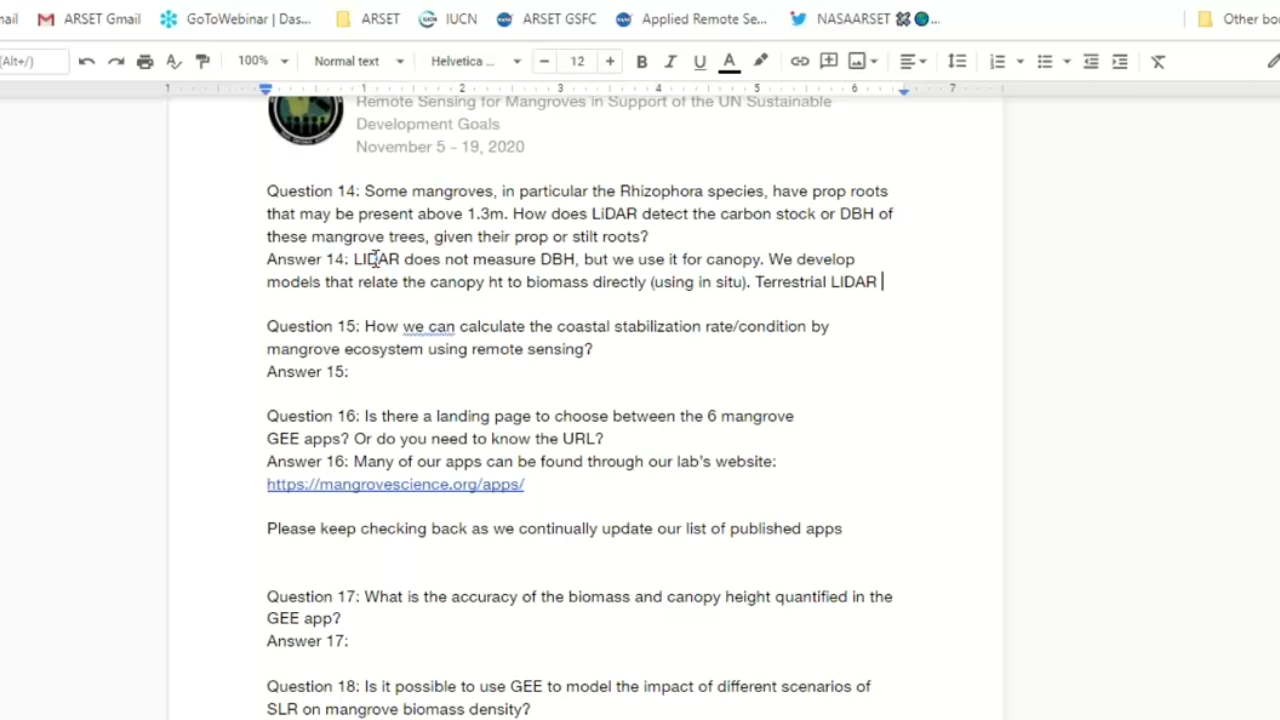 mail ARSET Gmail GoToWebinar | Das... ARSET IUCN ARSET GSFC Applied Remote Se... NASAARSET ... Other bo
(Alt+/) 100% Normal text Helvetica ... 12 B I U A
1 1 2 3 4 5 6 7
Remote Sensing for Mangroves in Support of the UN Sustainable
Development Goals
November 5 - 19, 2020
Question 14: Some mangroves, in particular the Rhizophora species, have prop roots
that may be present above 1.3m. How does LiDAR detect the carbon stock or DBH of
these mangrove trees, given their prop or stilt roots?
Answer 14: LIDAR does not measure DBH, but we use it for canopy. We develop
models that relate the canopy ht to biomass directly (using in situ). Terrestrial LIDAR
Question 15: How we can calculate the coastal stabilization rate/condition by
mangrove ecosystem using remote sensing?
Answer 15:
Question 16: Is there a landing page to choose between the 6 mangrove
GEE apps? Or do you need to know the URL?
Answer 16: Many of our apps can be found through our lab's website:
https://mangrovescience.org/apps/
Please keep checking back as we continually update our list of published apps
Question 17: What is the accuracy of the biomass and canopy height quantified in the
GEE app?
Answer 17:
Question 18: Is it possible to use GEE to model the impact of different scenarios of
SLR on mangrove biomass density?